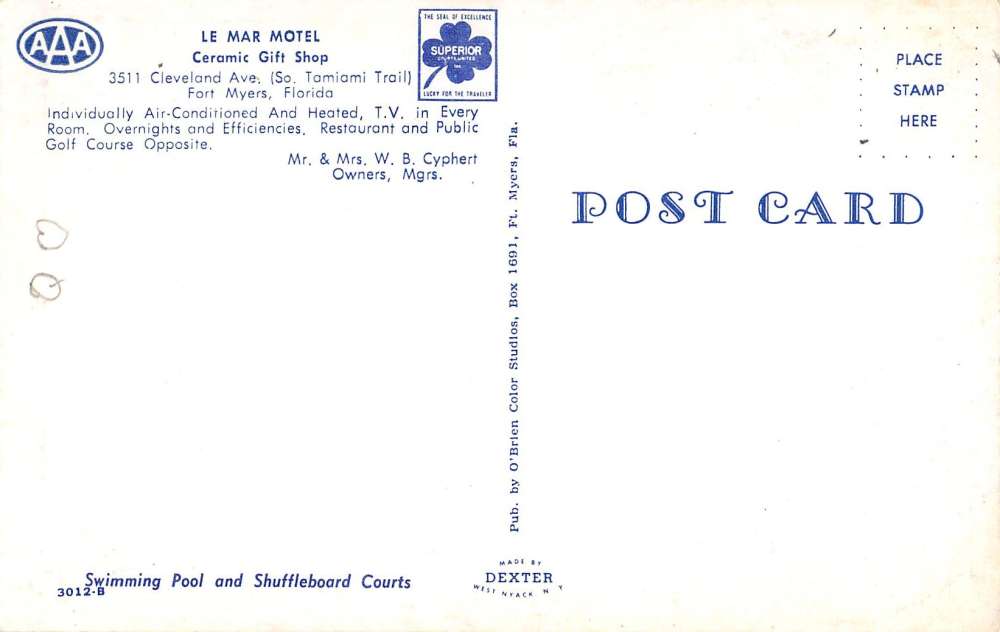 AAA
LE MAR MOTEL
Ceramic Gift Shop
3511 Cleveland Ave. (So. Tamiami Trail)
Fort Myers, Florida
Individually Air-Conditioned And Heated, T.V. in Every
Room. Overnights and Efficiencies. Restaurant and Public
Golf Course Opposite.
Mr. & Mrs. W. B. Cyphert
Owners, Mgrs.
THE SEAL OF EXCELLENCE
SUPERIOR
COURTS UNITED
INC.
LUCKY FOR THE TRAVELER
Swimming Pool and Shuffleboard Courts
3012-B
Pub. by O'Brien Color Studios, Box 1691, Ft. Myers, Fla.
MADE BY
DEXTER
WEST NYACK N Y
PLACE
STAMP
HERE
POST CARD